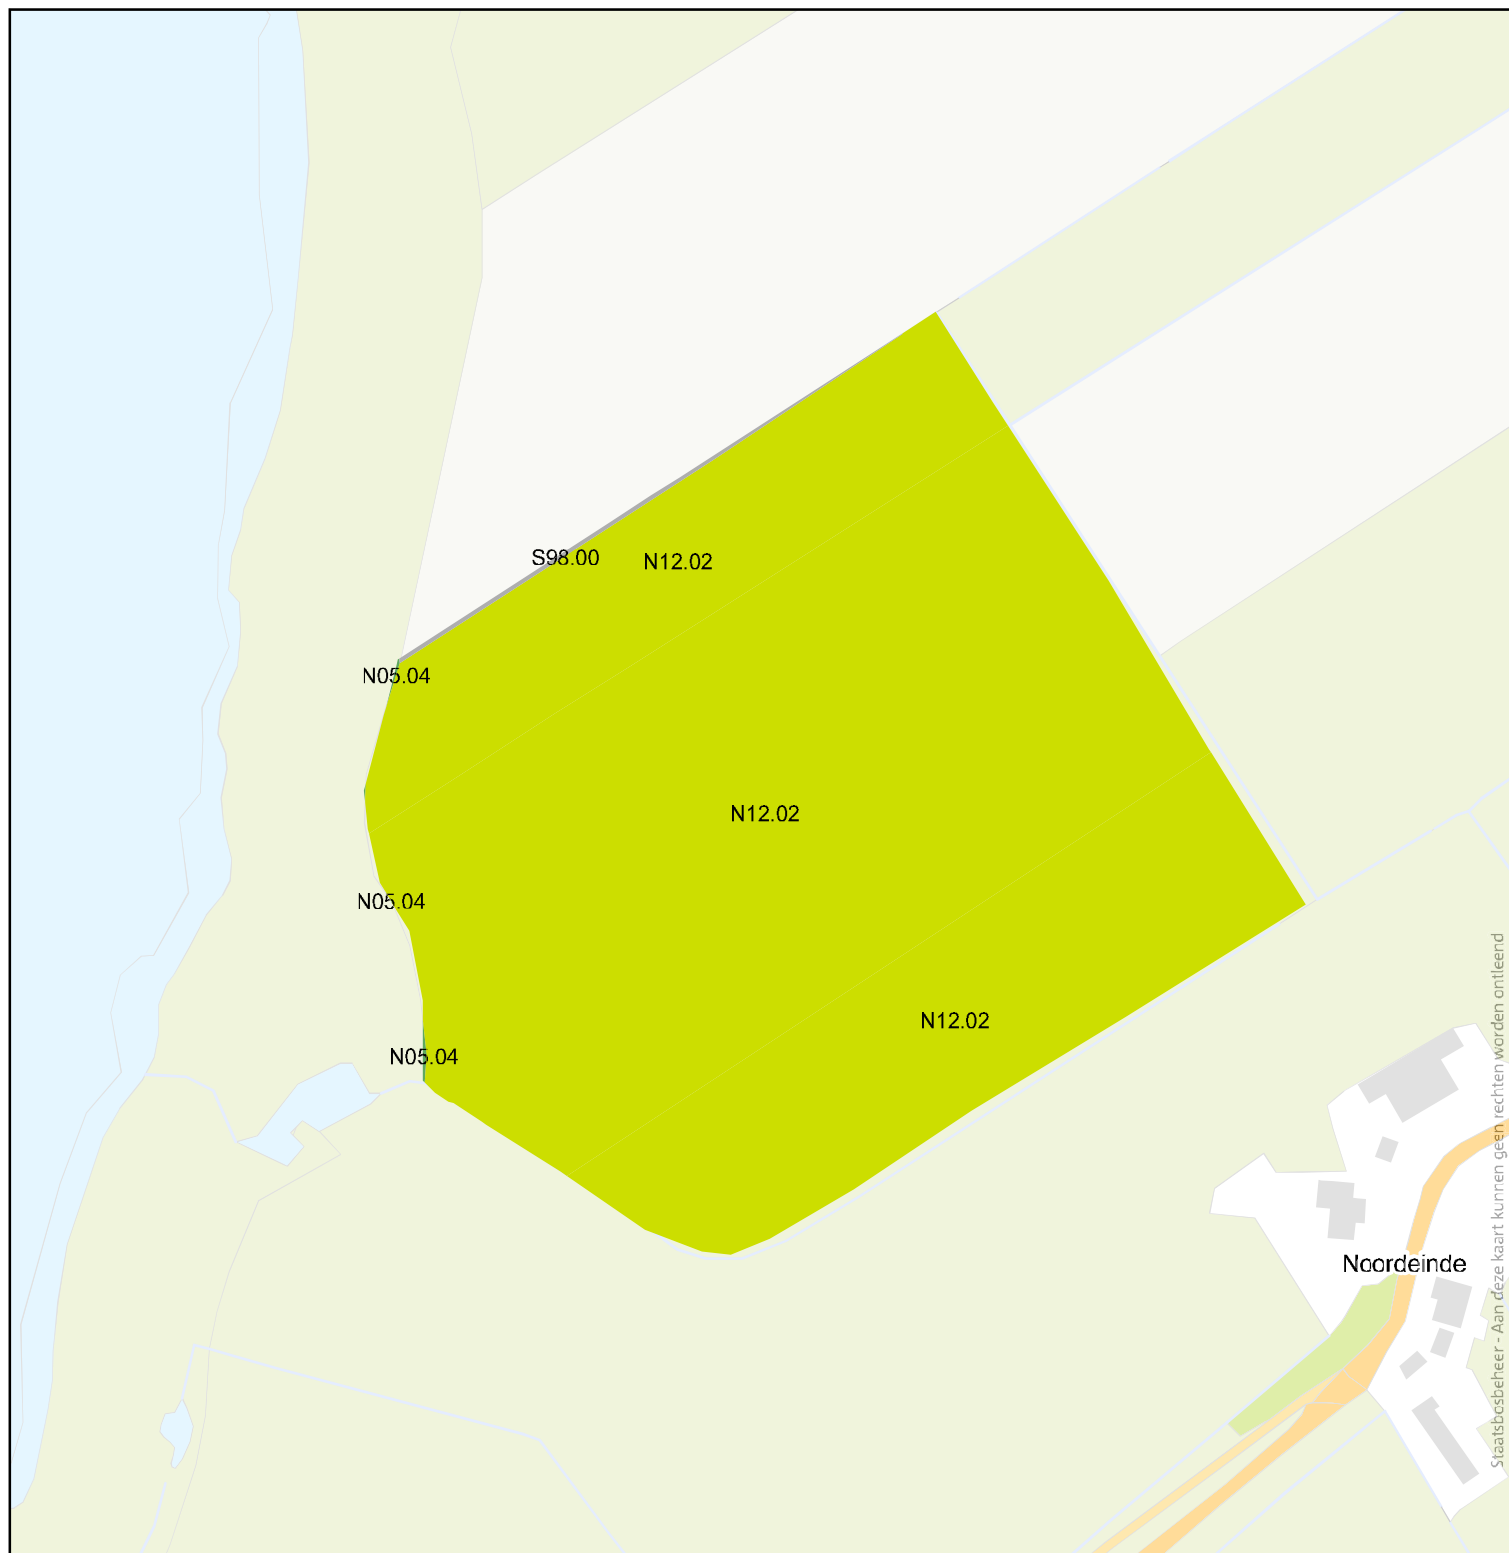 S98.00
N12.02
N05.04
N12.02
N05.04
N12.02
N05.04
Noordeinde
Staatsbosbeheer - Aan deze kaart kunnen geen rechten worden ontleend